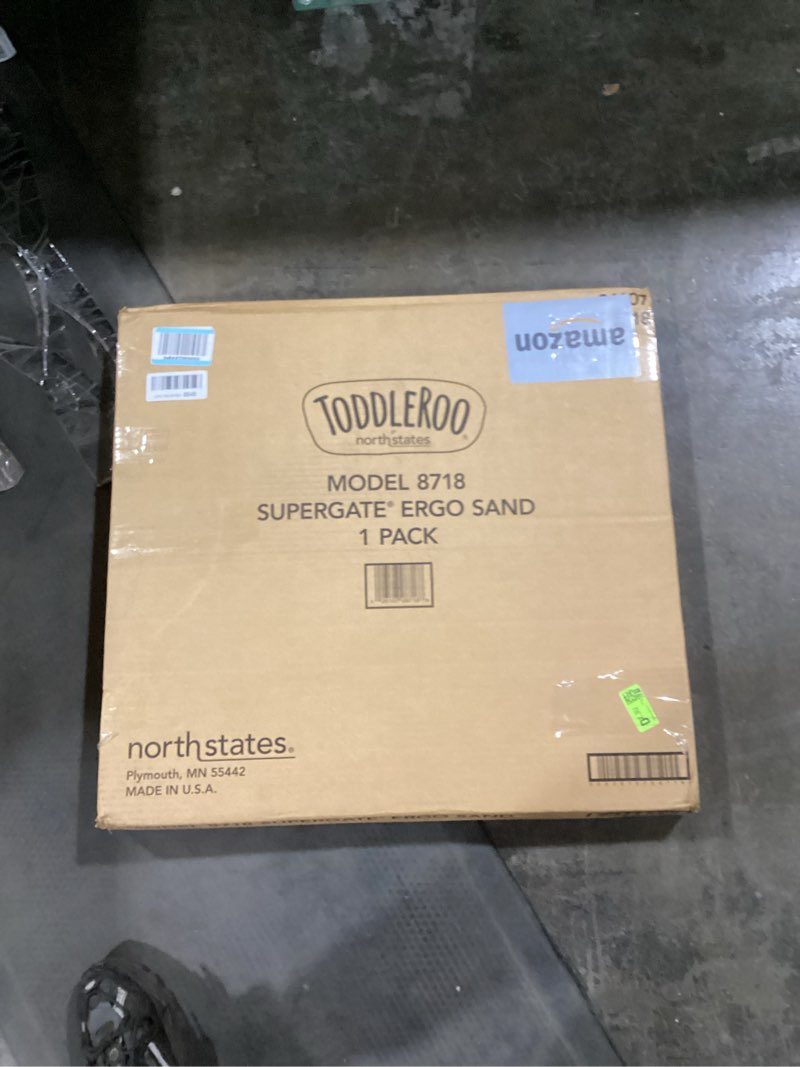 amazon
TODDLEROO
northstates
MODEL 8718
SUPERGATE® ERGO SAND
1 PACK
northstates®
Plymouth, MN 55442
MADE IN U.S.A.